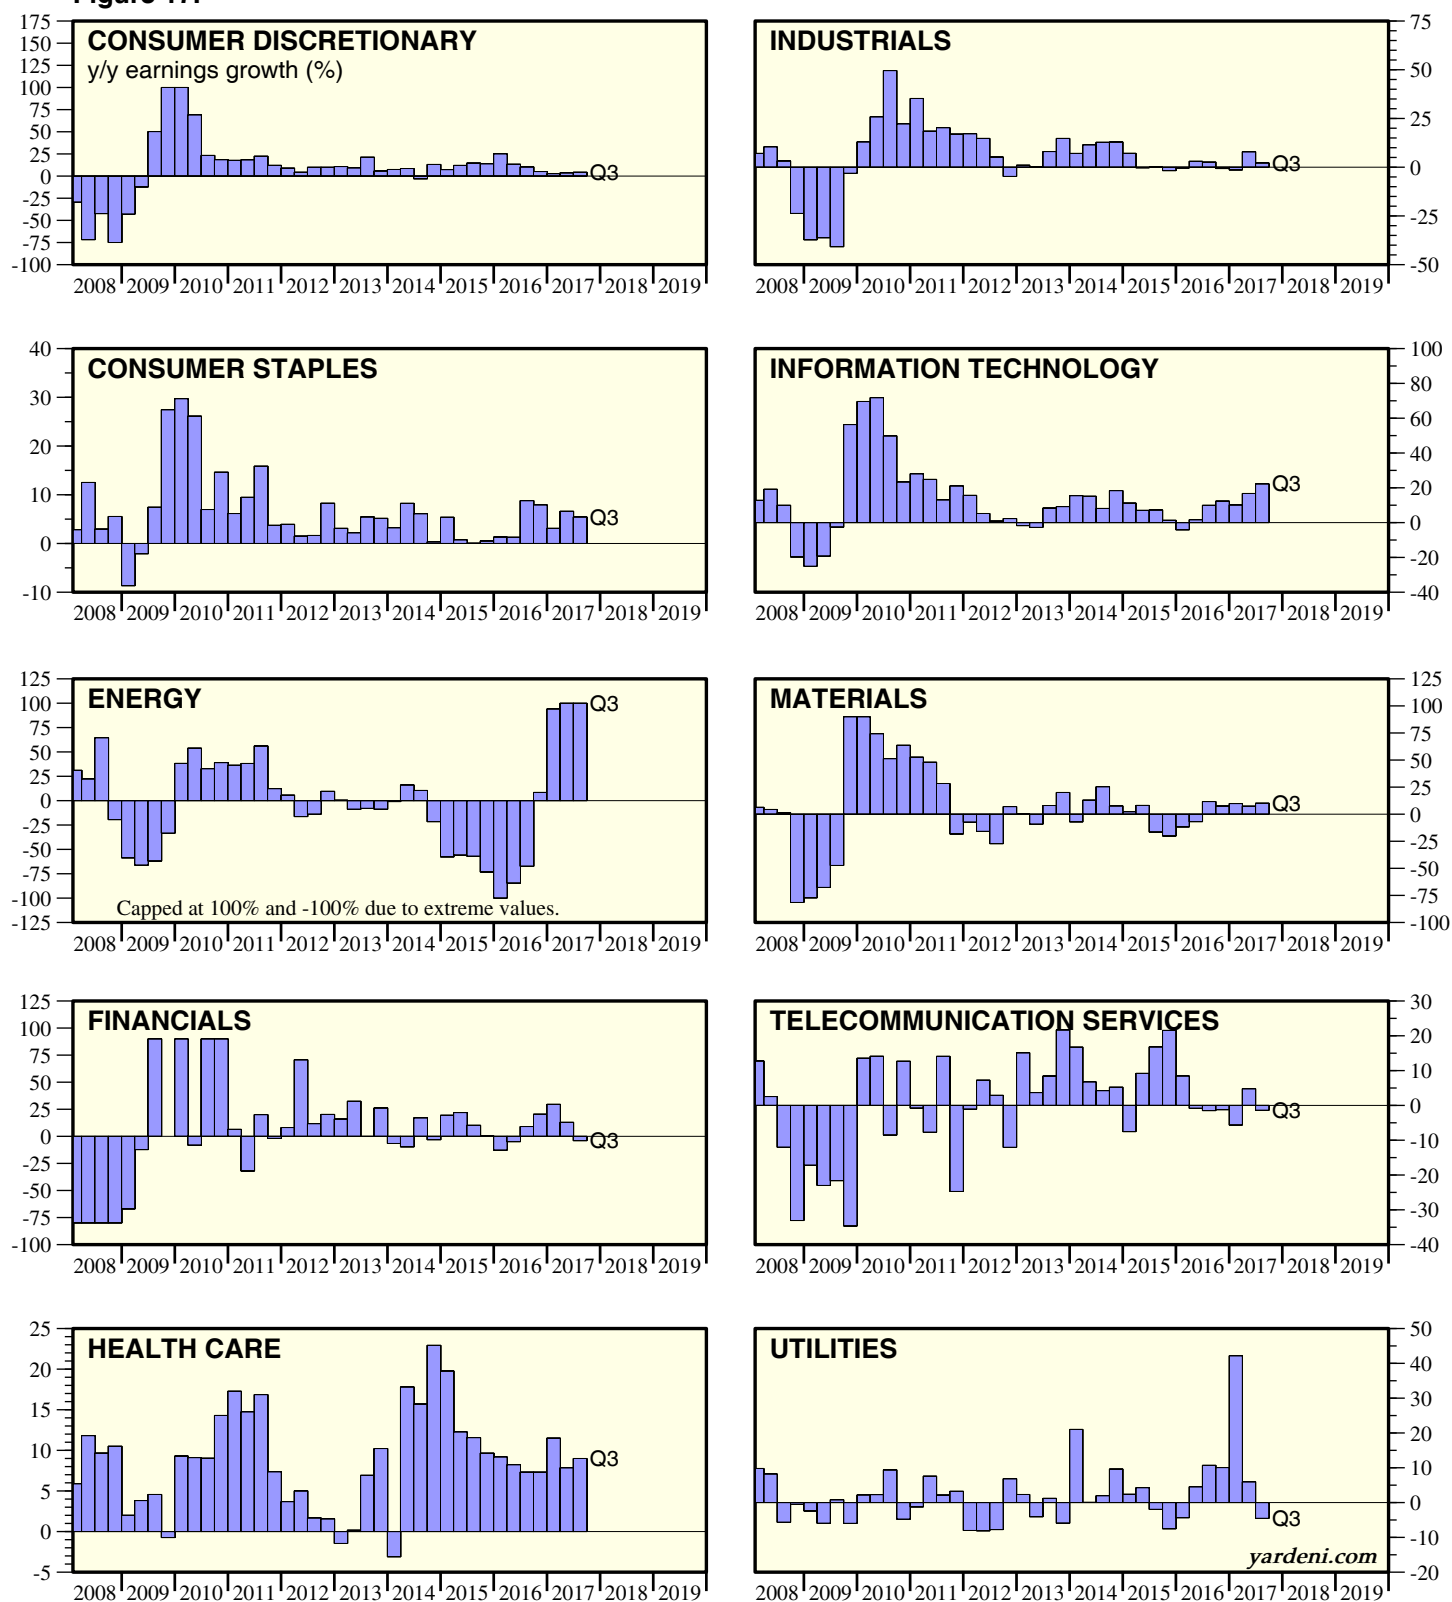 Figure
CONSUMER DISCRETIONARY
y/y earnings growth (%)
175
150
125
100
75
50
25
0
-25
-50
-75
-100
Q3
2008 2009 2010 2011 2012 2013 2014 2015 2016 2017 2018 2019
INDUSTRIALS
75
50
25
0
-25
-50
Q3
2008 2009 2010 2011 2012 2013 2014 2015 2016 2017 2018 2019
CONSUMER STAPLES
40
30
20
10
0
-10
Q3
2008 2009 2010 2011 2012 2013 2014 2015 2016 2017 2018 2019
INFORMATION TECHNOLOGY
100
80
60
40
20
0
-20
-40
Q3
2008 2009 2010 2011 2012 2013 2014 2015 2016 2017 2018 2019
ENERGY
125
100
75
50
25
0
-25
-50
-75
-100
-125
Q3
Capped at 100% and -100% due to extreme values.
2008 2009 2010 2011 2012 2013 2014 2015 2016 2017 2018 2019
MATERIALS
125
100
75
50
25
0
-25
-50
-75
-100
Q3
2008 2009 2010 2011 2012 2013 2014 2015 2016 2017 2018 2019
FINANCIALS
125
100
75
50
25
0
-25
-50
-75
-100
Q3
2008 2009 2010 2011 2012 2013 2014 2015 2016 2017 2018 2019
TELECOMMUNICATION SERVICES
30
20
10
0
-10
-20
-30
-40
Q3
2008 2009 2010 2011 2012 2013 2014 2015 2016 2017 2018 2019
HEALTH CARE
25
20
15
10
5
0
-5
Q3
2008 2009 2010 2011 2012 2013 2014 2015 2016 2017 2018 2019
UTILITIES
50
40
30
20
10
0
-10
-20
Q3
yardeni.com
2008 2009 2010 2011 2012 2013 2014 2015 2016 2017 2018 2019